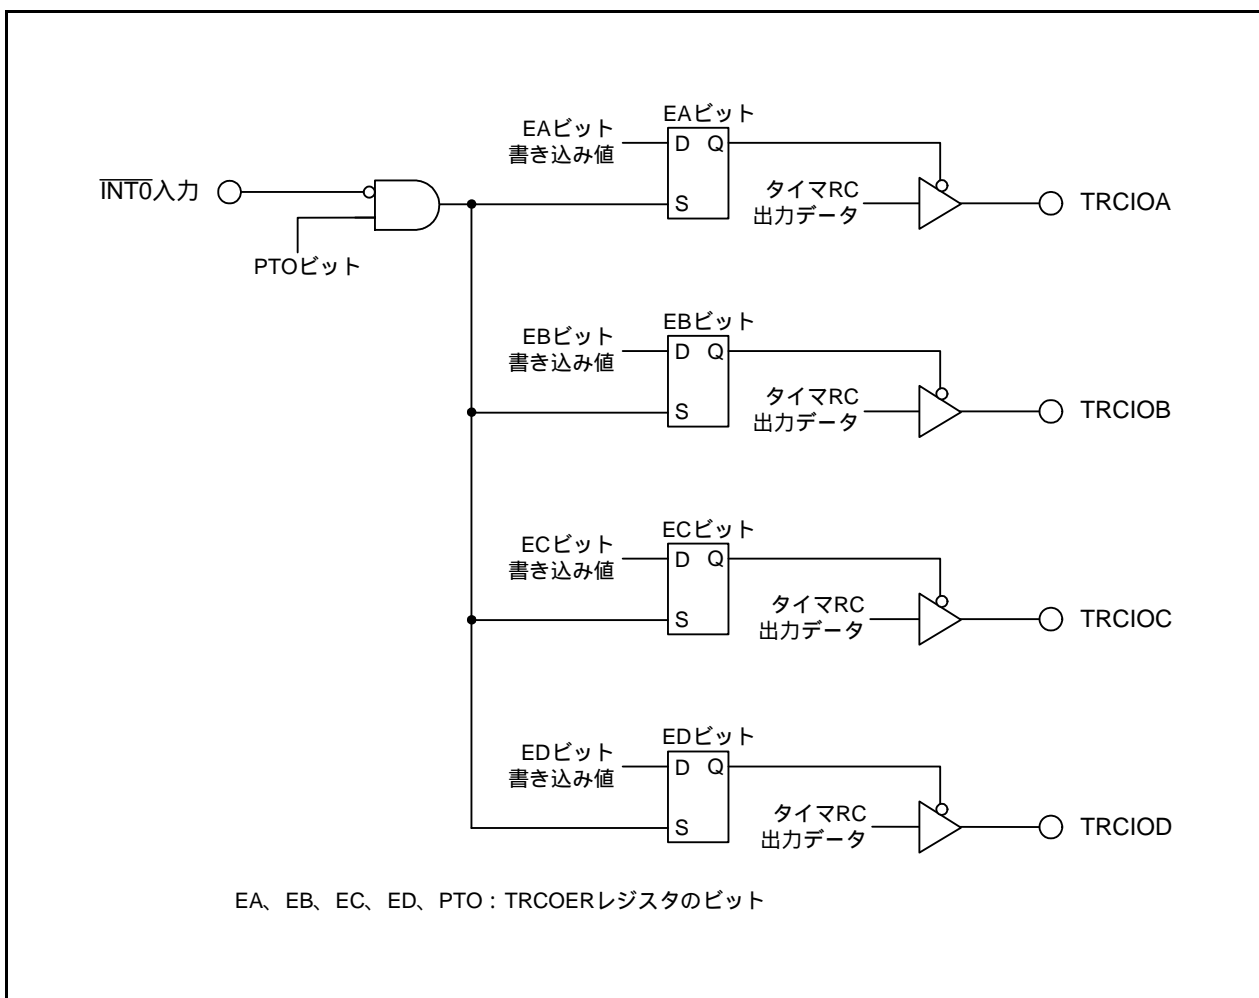 INT0入力
PTOビット
EAビット
書き込み値
EAビット
D Q
S
タイマRC
出力データ
TRCIOA
EBビット
書き込み値
EBビット
D Q
S
タイマRC
出力データ
TRCIOB
ECビット
書き込み値
ECビット
D Q
S
タイマRC
出力データ
TRCIOC
EDビット
書き込み値
EDビット
D Q
S
タイマRC
出力データ
TRCIOD
EA、EB、EC、ED、PTO：TRCOERレジスタのビット